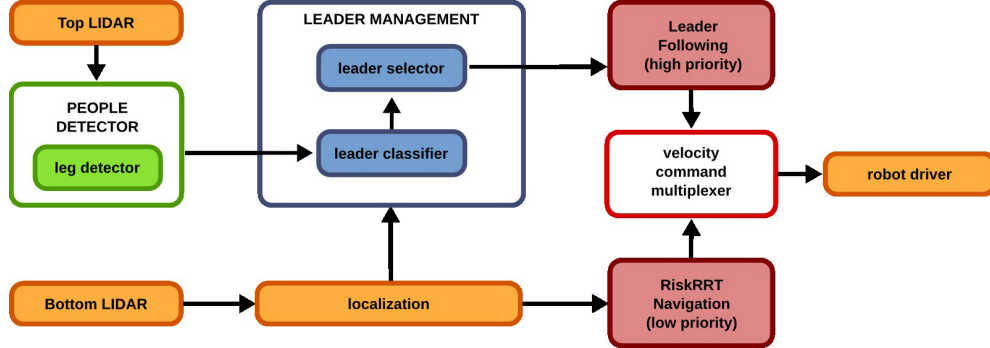 Top LIDAR
PEOPLE
DETECTOR
leg detector
LEADER MANAGEMENT
leader selector
leader classifier
Leader
Following
(high priority)
velocity
command
multiplexer
robot driver
Bottom LIDAR
localization
RiskRRT
Navigation
(low priority)